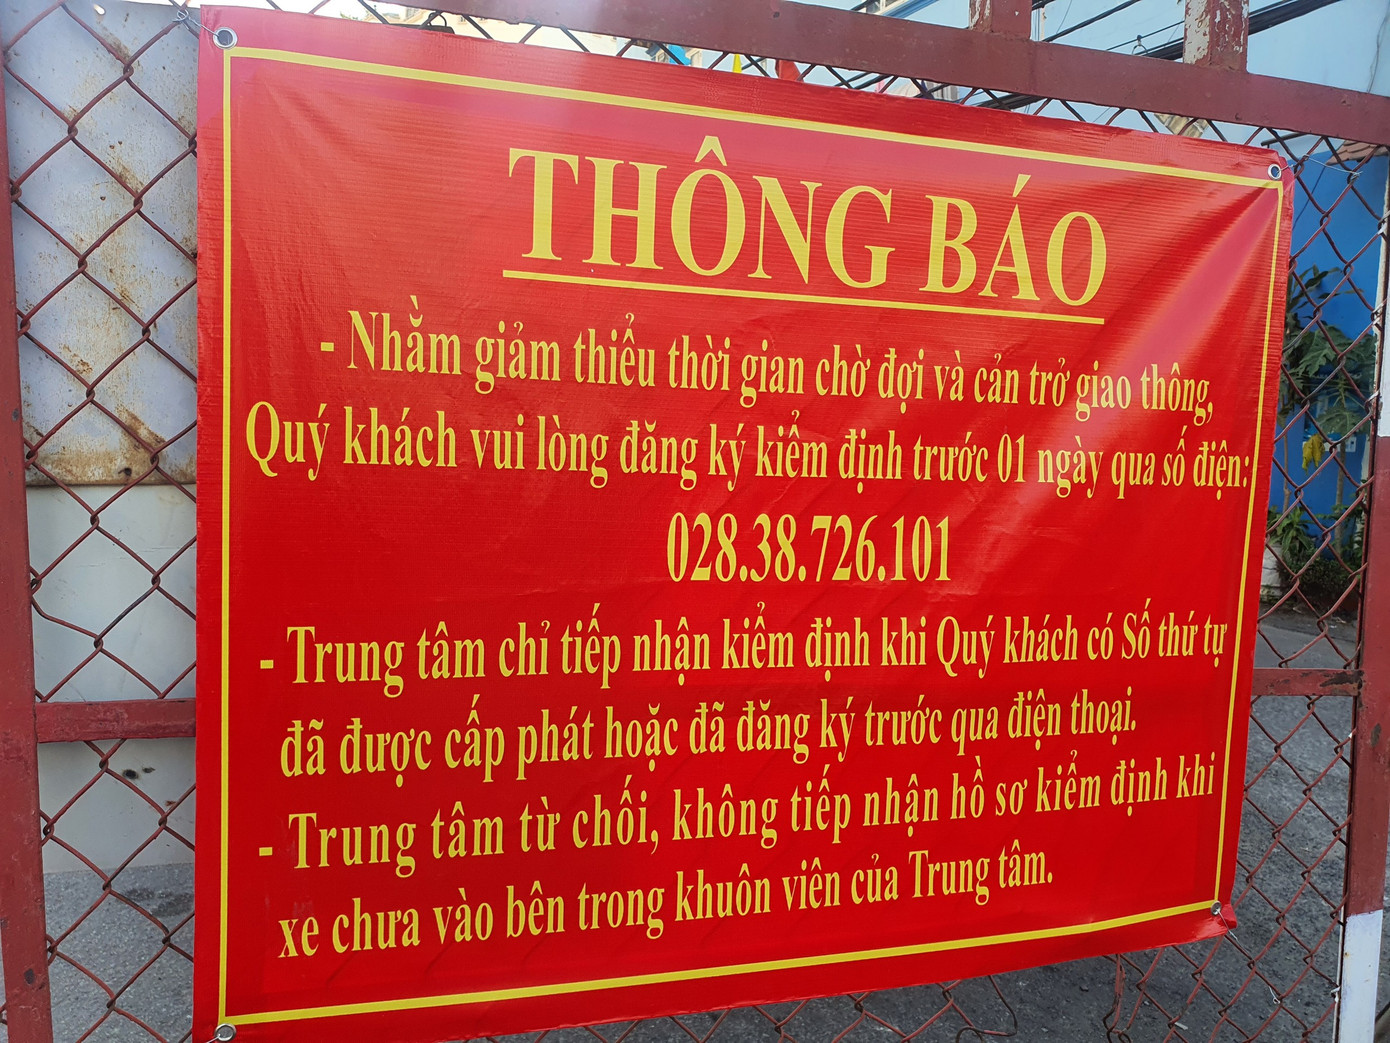 THÔNG BÁO
- Nhằm giảm thiểu thời gian chờ đợi và cản trở giao thông,
Quý khách vui lòng đăng ký kiểm định trước 01 ngày qua số điện:
028.38.726.101
- Trung tâm chỉ tiếp nhận kiểm định khi Quý khách có Số thứ tự
đã được cấp phát hoặc đã đăng ký trước qua điện thoại.
- Trung tâm từ chối, không tiếp nhận hồ sơ kiểm định khi
xe chưa vào bên trong khuôn viên của Trung tâm.